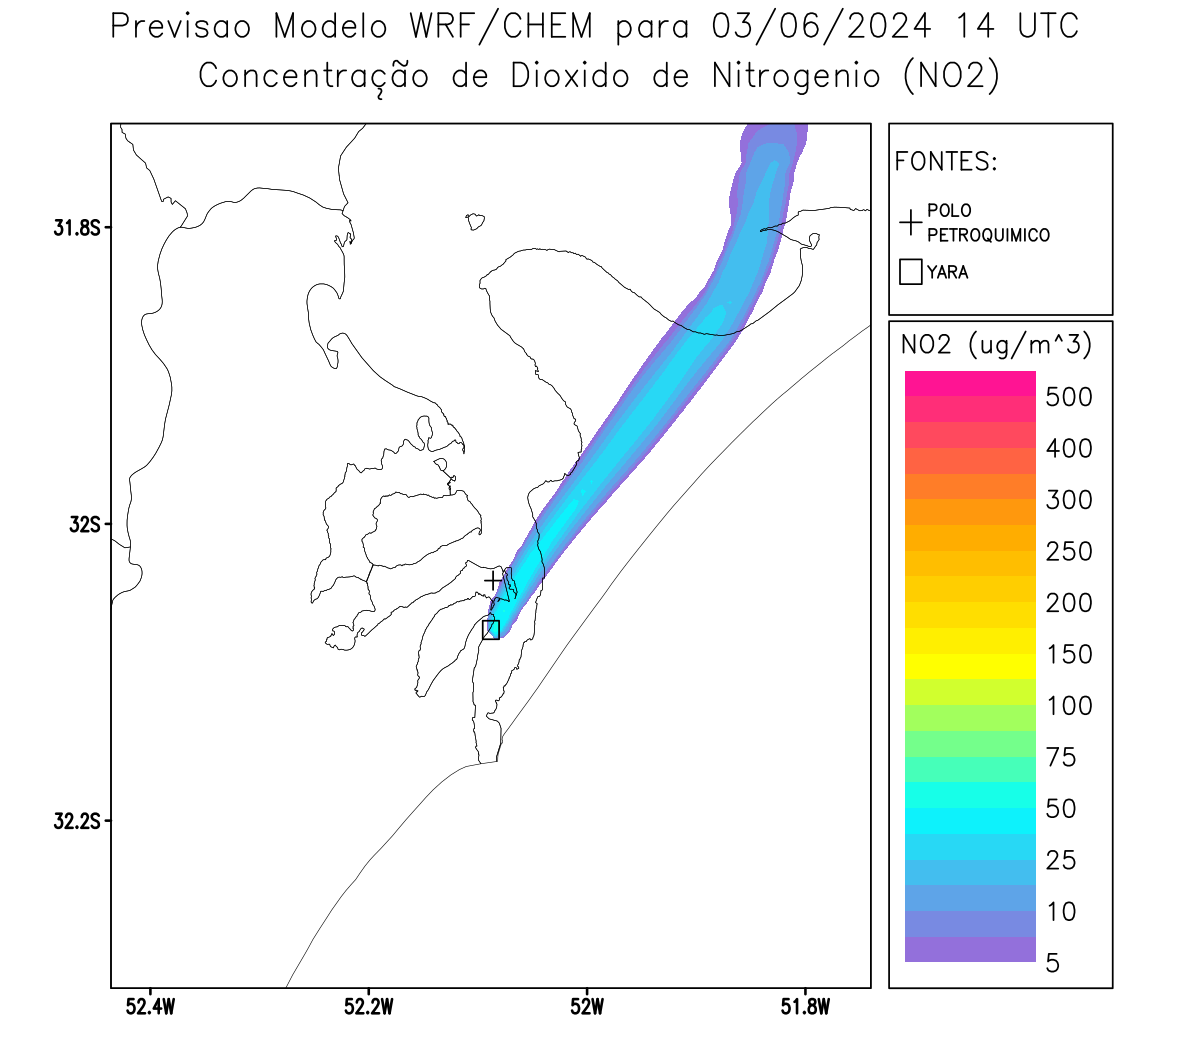 Previsao Modelo WRF/CHEM para 03/06/2024 14 UTC
Concentração de Dioxido de Nitrogenio (NO2)
FONTES:
POLO
PETROQUIMICO
YARA
NO2 (ug/m^3)
500
400
300
250
200
150
100
75
50
25
10
5
31.8S
32S
32.2S
52.4W
52.2W
52W
51.8W